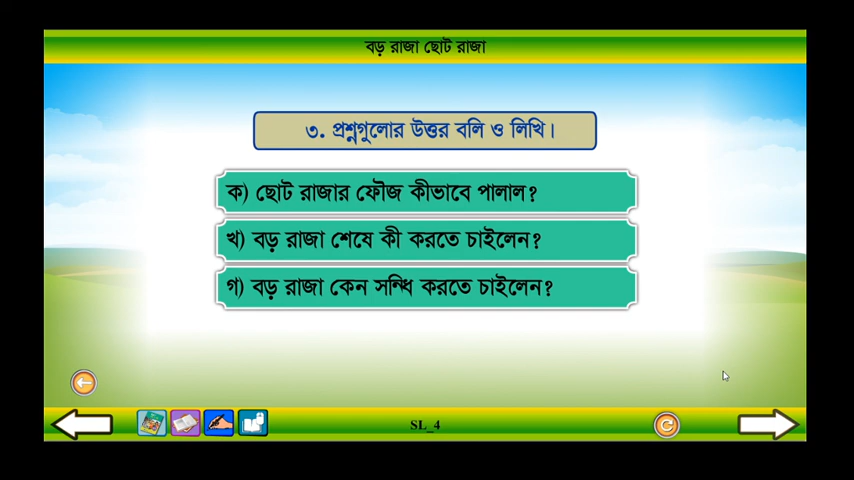 বড় রাজা ছোট রাজা
৩. প্রশ্নগুলোর উত্তর বলি ও লিখি।
ক) ছোট রাজার ফৌজ কীভাবে পালাল?
খ) বড় রাজা শেষে কী করতে চাইলেন?
গ) বড় রাজা কেন সন্ধি করতে চাইলেন?
SL_4